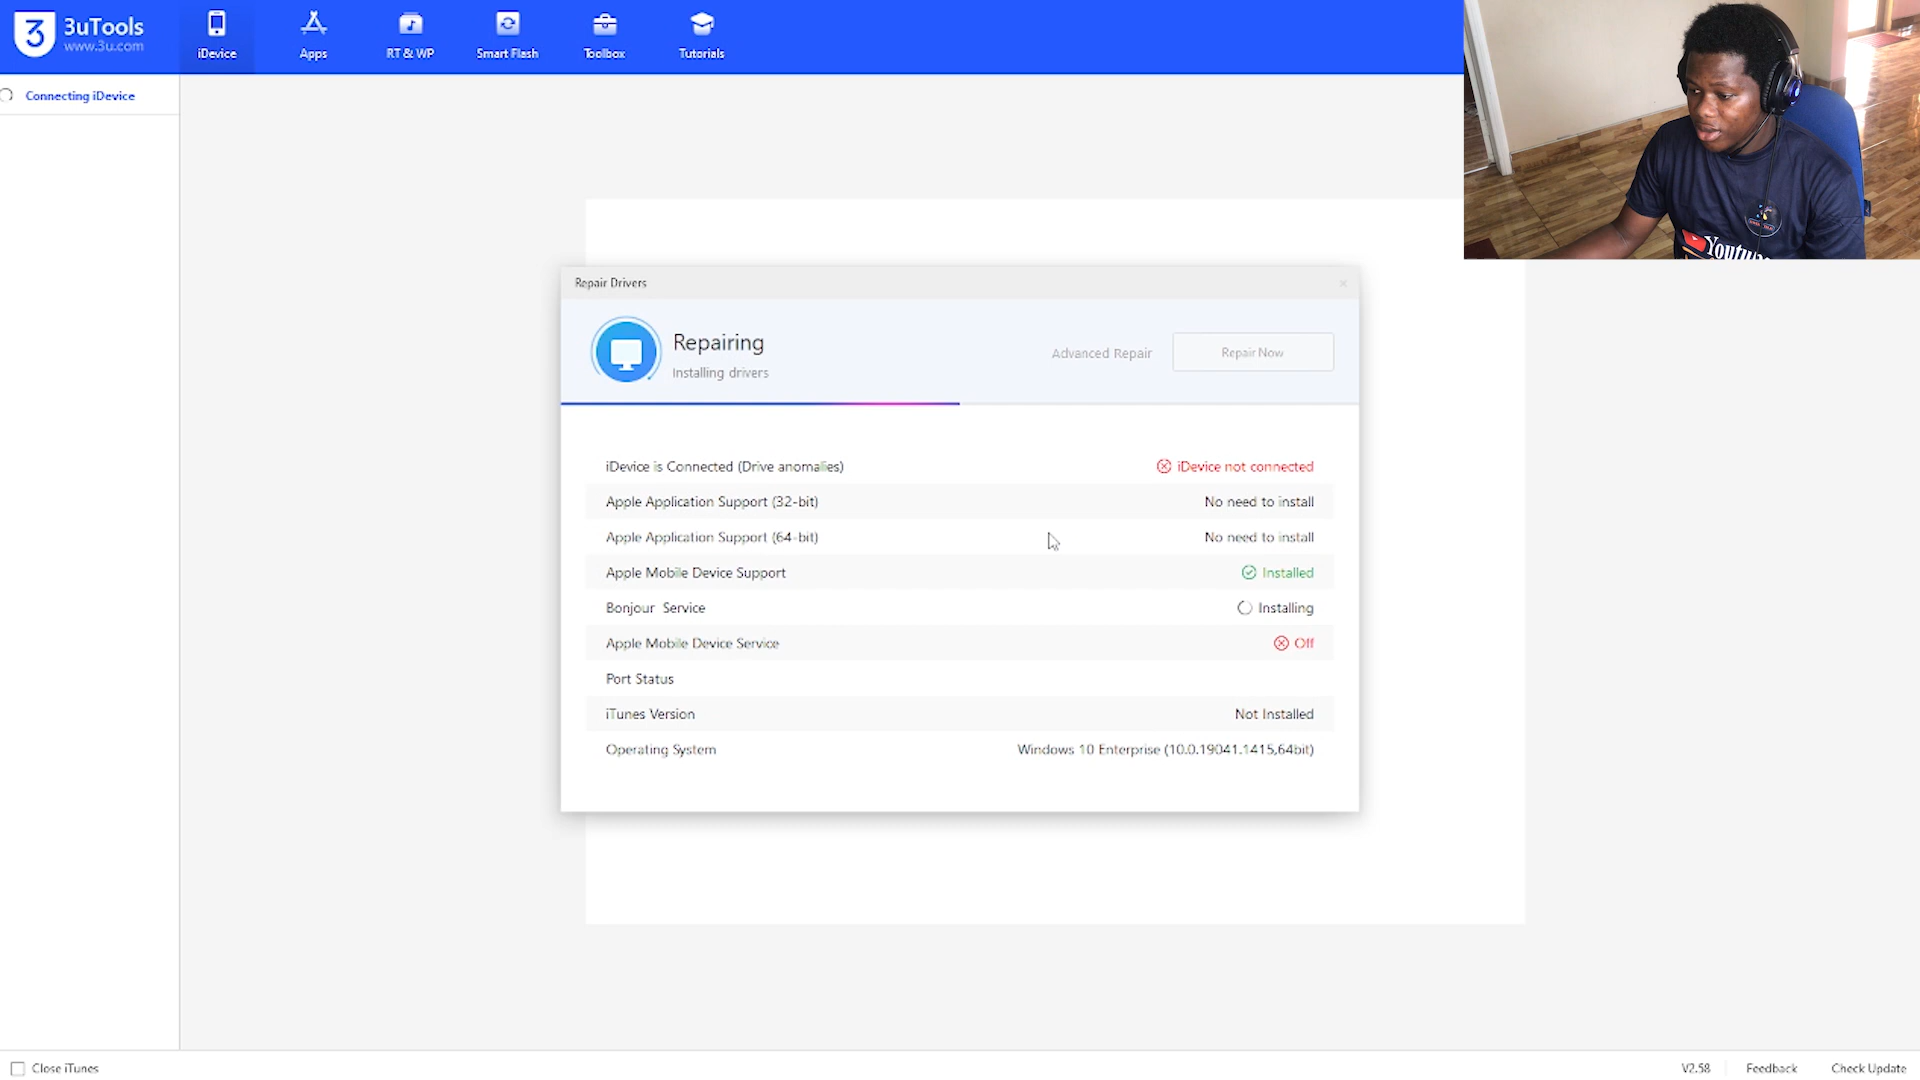 3 3uTools
www.3u.com
iDevice
Apps
RT & WP
Smart Flash
Toolbox
Tutorials
Connecting iDevice
Youtu
Repair Drivers
Repairing
Installing drivers
Advanced Repair
Repair Now
iDevice is Connected (Drive anomalies) iDevice not connected
Apple Application Support (32-bit) No need to install
Apple Application Support (64-bit) No need to install
Apple Mobile Device Support Installed
Bonjour Service Installing
Apple Mobile Device Service Off
Port Status
iTunes Version Not Installed
Operating System Windows 10 Enterprise (10.0.19041.1415,64bit)
Close iTunes
V2.58 Feedback Check Update